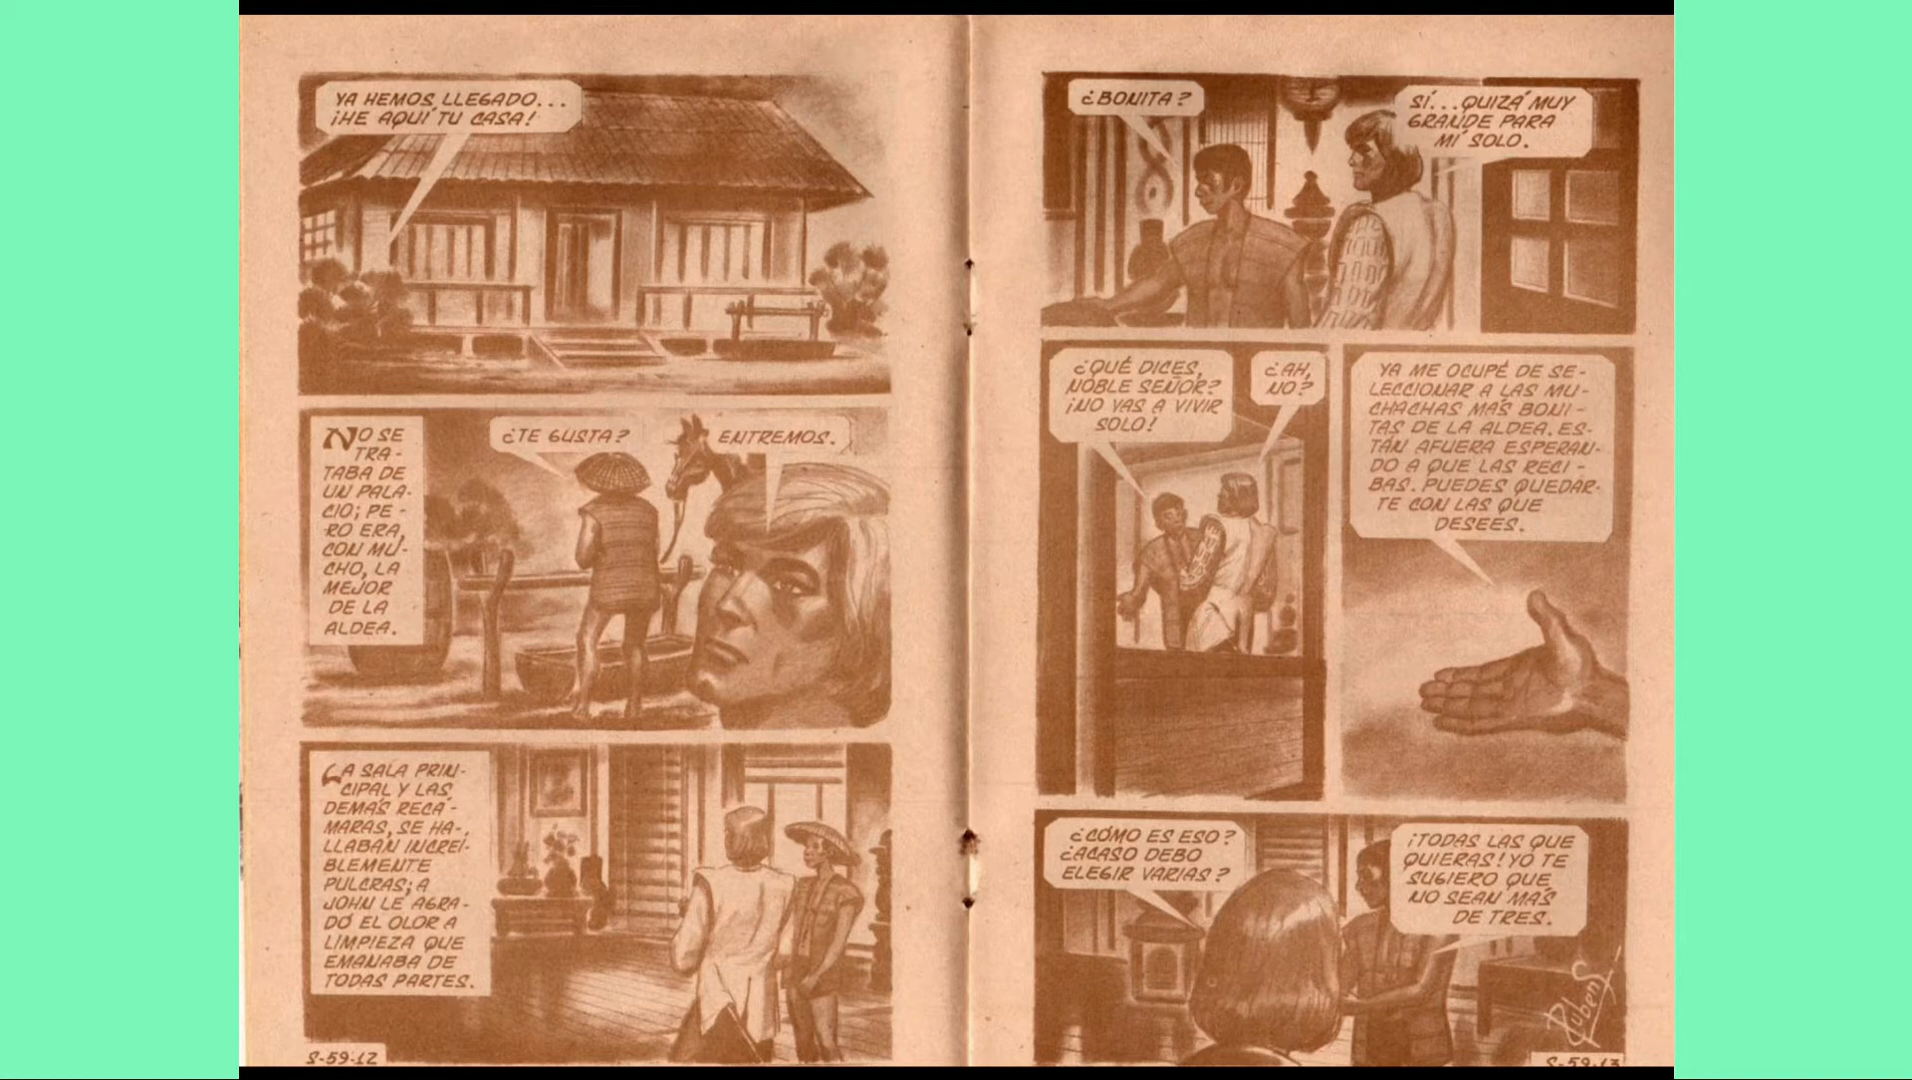 YA HEMOS LLEGADO...
¡HE AQUÍ TU CASA!
NO SE
TRA-
TABA DE
UN PALA-
CIO; PE-
RO ERA,
CON MU-
CHO, LA
MEJOR
DE LA
ALDEA.
¿TE GUSTA?
ENTREMOS.
LA SALA PRIN-
CIPAL Y LAS
DEMÁS RECÁ-
MARAS, SE HA-
LLABAN INCREÍ-
BLEMENTE
PULCRAS; A
JOHN LE AGRA-
DÓ EL OLOR A
LIMPIEZA QUE
EMANABA DE
TODAS PARTES.
S-59-12
¿BONITA?
SÍ... QUIZÁ MUY
GRANDE PARA
MÍ SOLO.
¿QUÉ DICES,
NOBLE SEÑOR?
¡NO VAS A VIVIR
SOLO!
¿AH,
NO?
YA ME OCUPÉ DE SE-
LECCIONAR A LAS MU-
CHACHAS MÁS BONI-
TAS DE LA ALDEA. ES-
TÁN AFUERA ESPERAN-
DO A QUE LAS RECI-
BAS. PUEDES QUEDAR-
TE CON LAS QUE
DESEES.
¿CÓMO ES ESO?
¿ACASO DEBO
ELEGIR VARIAS?
¡TODAS LAS QUE
QUIERAS! YO TE
SUGIERO QUE
NO SEAN MÁS
DE TRES.
RubenS
S-59-13